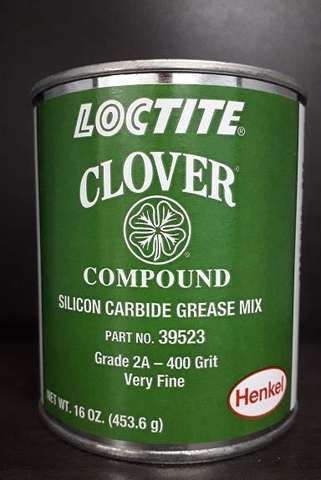 LOCTITE®
CLOVER®
®
COMPOUND
SILICON CARBIDE GREASE MIX
PART NO. 39523
Grade 2A – 400 Grit
Very Fine
Henkel
NET WT. 16 OZ. (453.6 g)